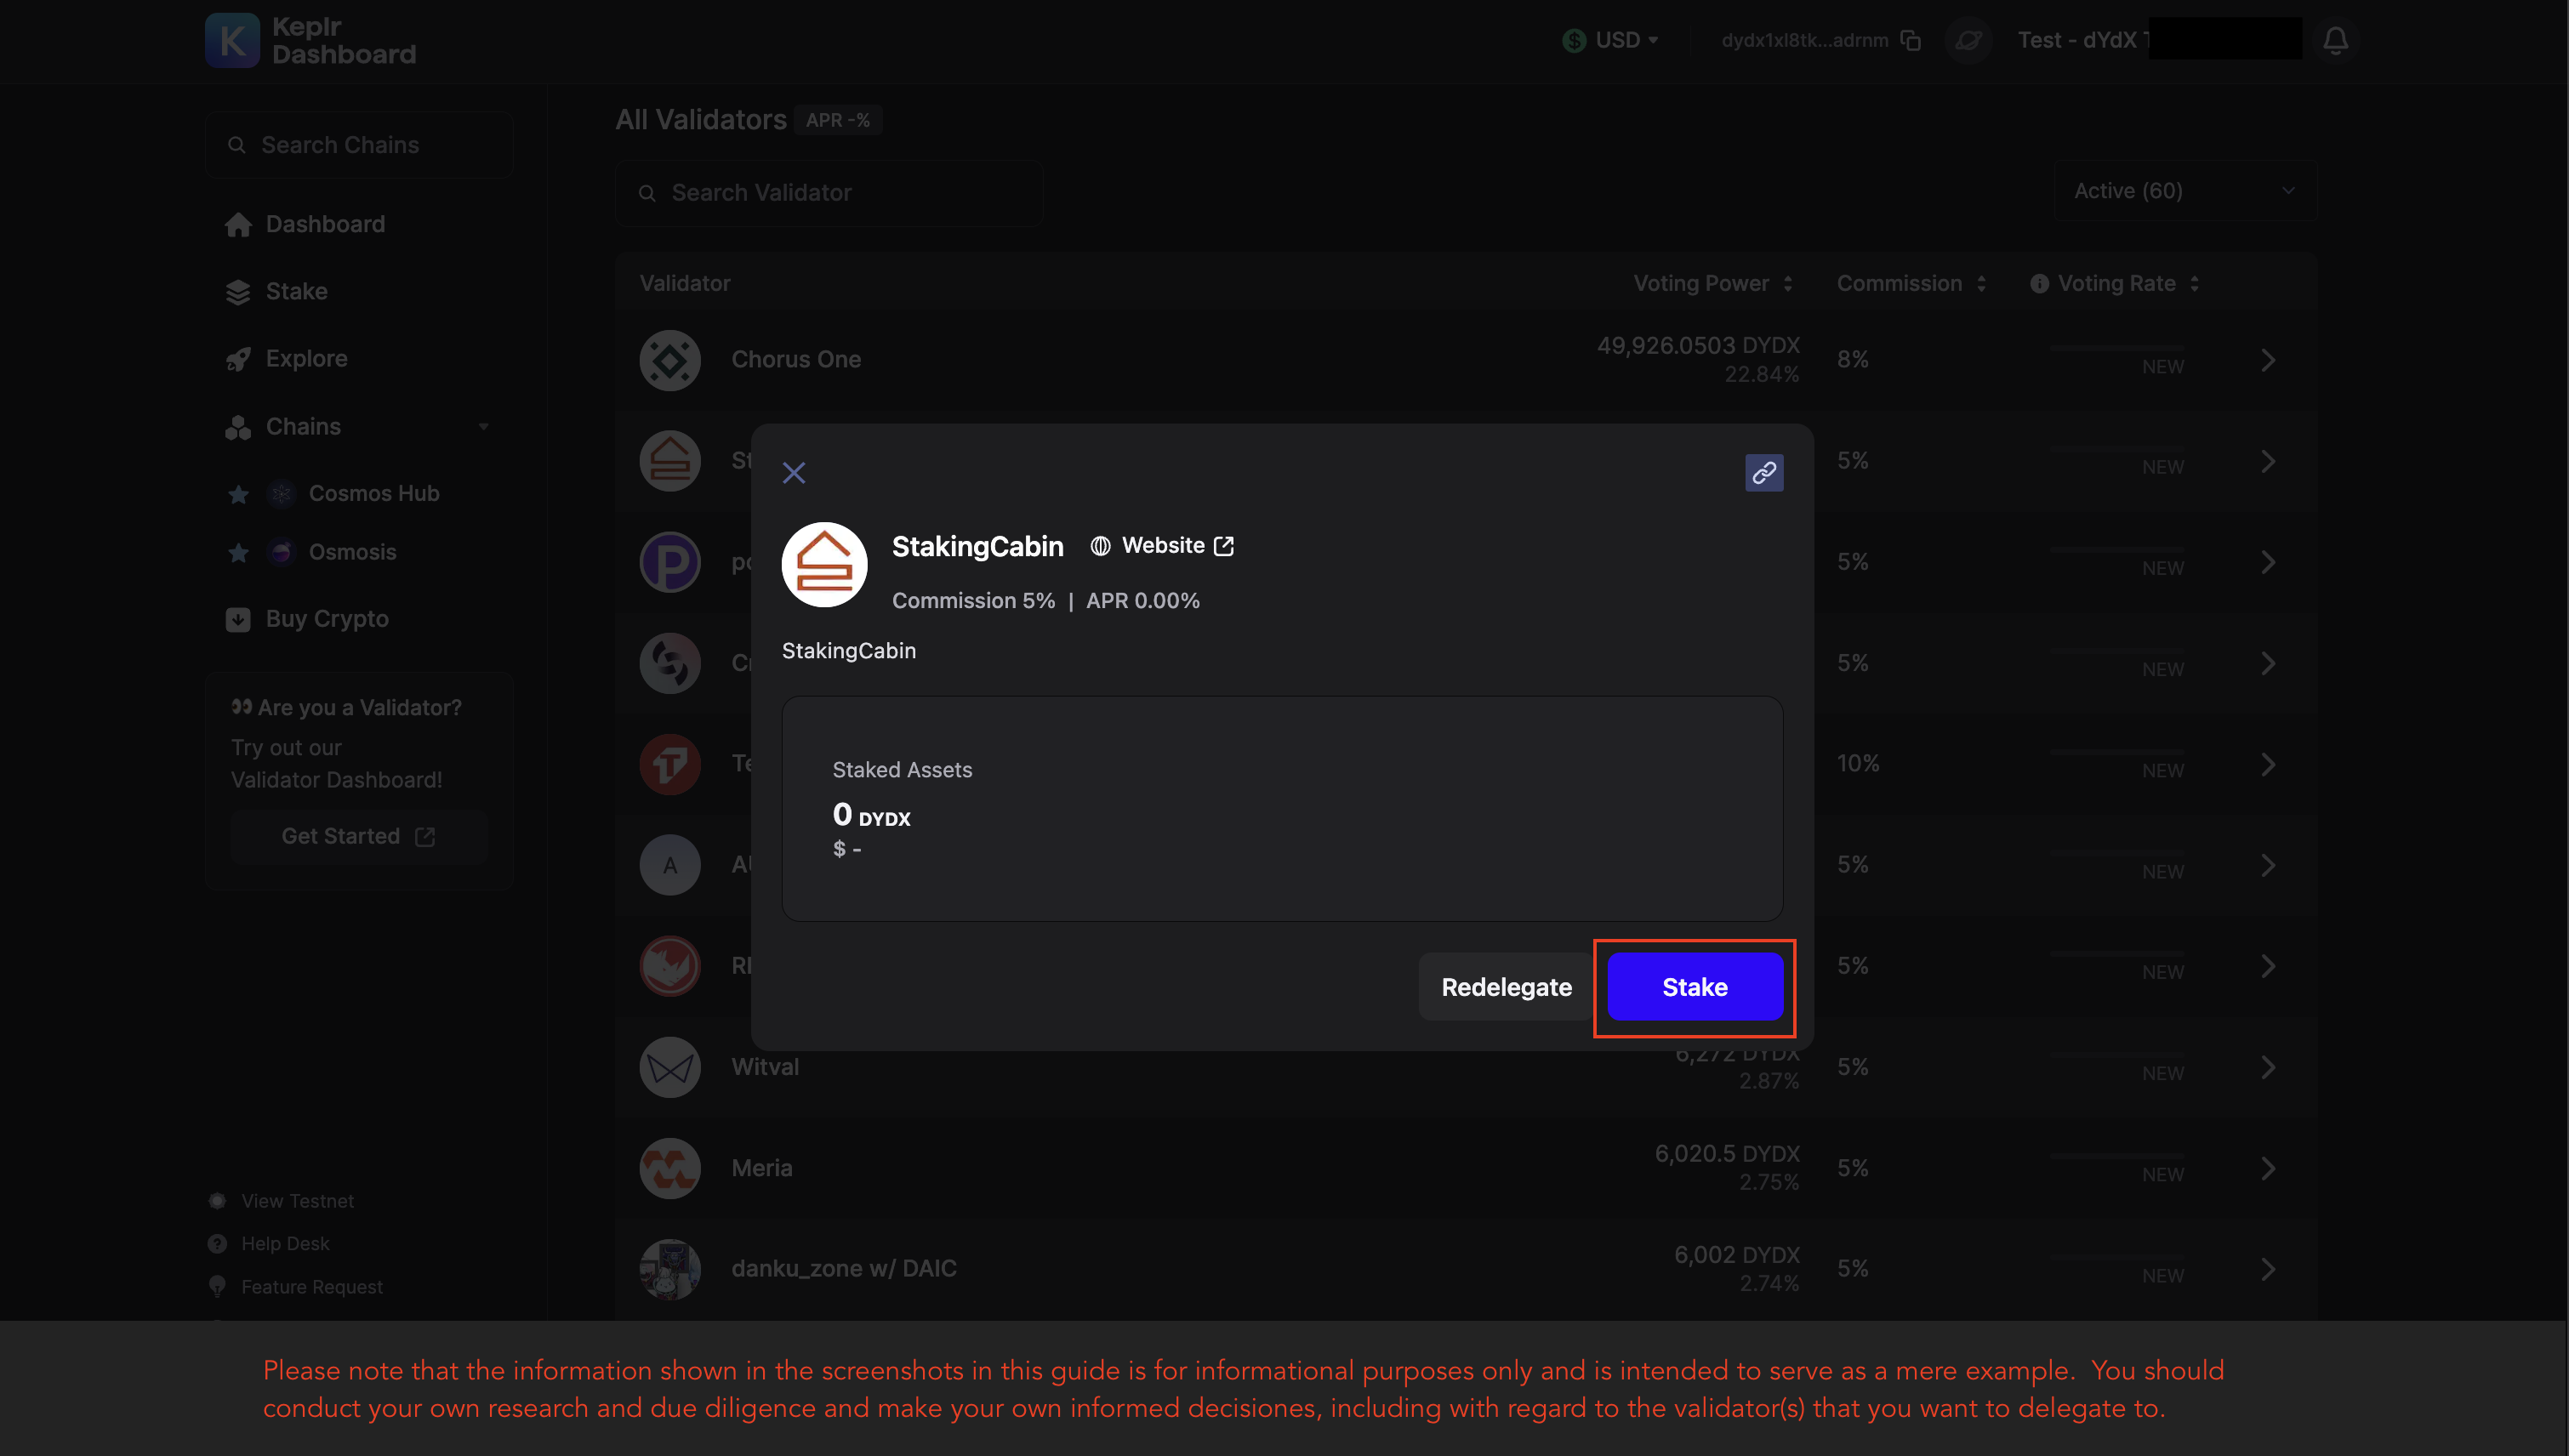 Keplr
Dashboard
USD
dydx1xl8tk...adrnm
Test - dYdX
Search Chains
Dashboard
Stake
Explore
Chains
Cosmos Hub
Osmosis
Buy Crypto
👀 Are you a Validator?
Try out our
Validator Dashboard!
Get Started
View Testnet
Help Desk
Feature Request
All Validators APR -%
Search Validator
Active (60)
Validator Voting Power Commission Voting Rate
Chorus One 49,926.0503 DYDX 8%
22.84% NEW
5%
NEW
5%
NEW
5%
NEW
10%
NEW
A 5%
NEW
5%
NEW
StakingCabin Website
Commission 5% | APR 0.00%
StakingCabin
Staked Assets
0 DYDX
$ -
Redelegate Stake
Witval 6,272 DYDX 5%
2.87% NEW
Meria 6,020.5 DYDX 5%
2.75% NEW
danku_zone w/ DAIC 6,002 DYDX 5%
2.74% NEW
Please note that the information shown in the screenshots in this guide is for informational purposes only and is intended to serve as a mere example. You should
conduct your own research and due diligence and make your own informed decisiones, including with regard to the validator(s) that you want to delegate to.